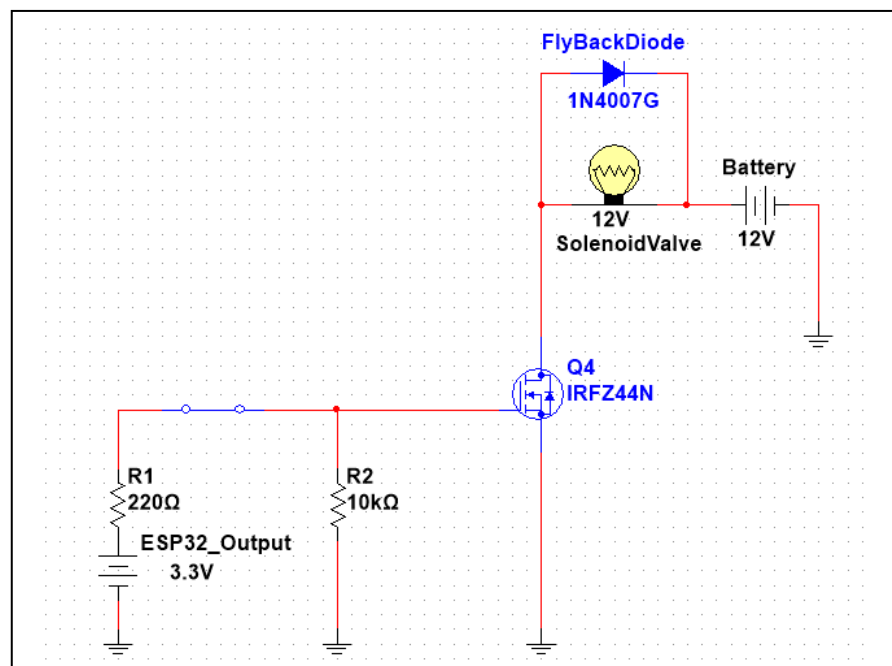 FlyBackDiode
1N4007G
Battery
12V
12V
SolenoidValve
Q4
IRFZ44N
R1
220Ω
R2
10kΩ
ESP32_Output
3.3V